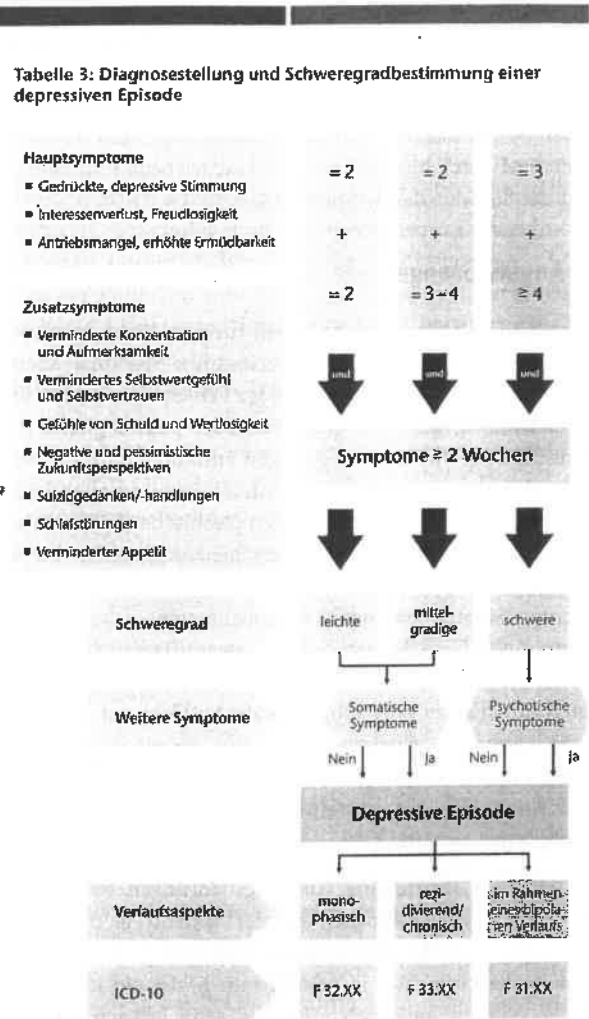 Tabelle 3: Diagnosestellung und Schweregradbestimmung einer
depressiven Episode
Hauptsymptome
▪ Gedrückte, depressive Stimmung
▪ Interessenverlust, Freudlosigkeit
▪ Antriebsmangel, erhöhte Ermüdbarkeit
= 2
= 2
= 3
+
+
+
Zusatzsymptome
▪ Verminderte Konzentration
und Aufmerksamkeit
▪ Vermindertes Selbstwertgefühl
und Selbstvertrauen
▪ Gefühle von Schuld und Wertlosigkeit
▪ Negative und pessimistische
Zukunftsperspektiven
▪ Suizidgedanken/-handlungen
▪ Schlafstörungen
▪ Verminderter Appetit
= 2
= 3–4
≥ 4
und
und
und
Symptome ≥ 2 Wochen
Schweregrad
leichte
mittel-
gradige
schwere
Weitere Symptome
Somatische
Symptome
Psychotische
Symptome
Nein
Ja
Nein
Ja
Depressive Episode
Verlaufsaspekte
mono-
phasisch
rezi-
divierend/
chronisch
im Rahmen
eines bipola-
ren Verlaufs
ICD-10
F 32.XX
F 33.XX
F 31.XX